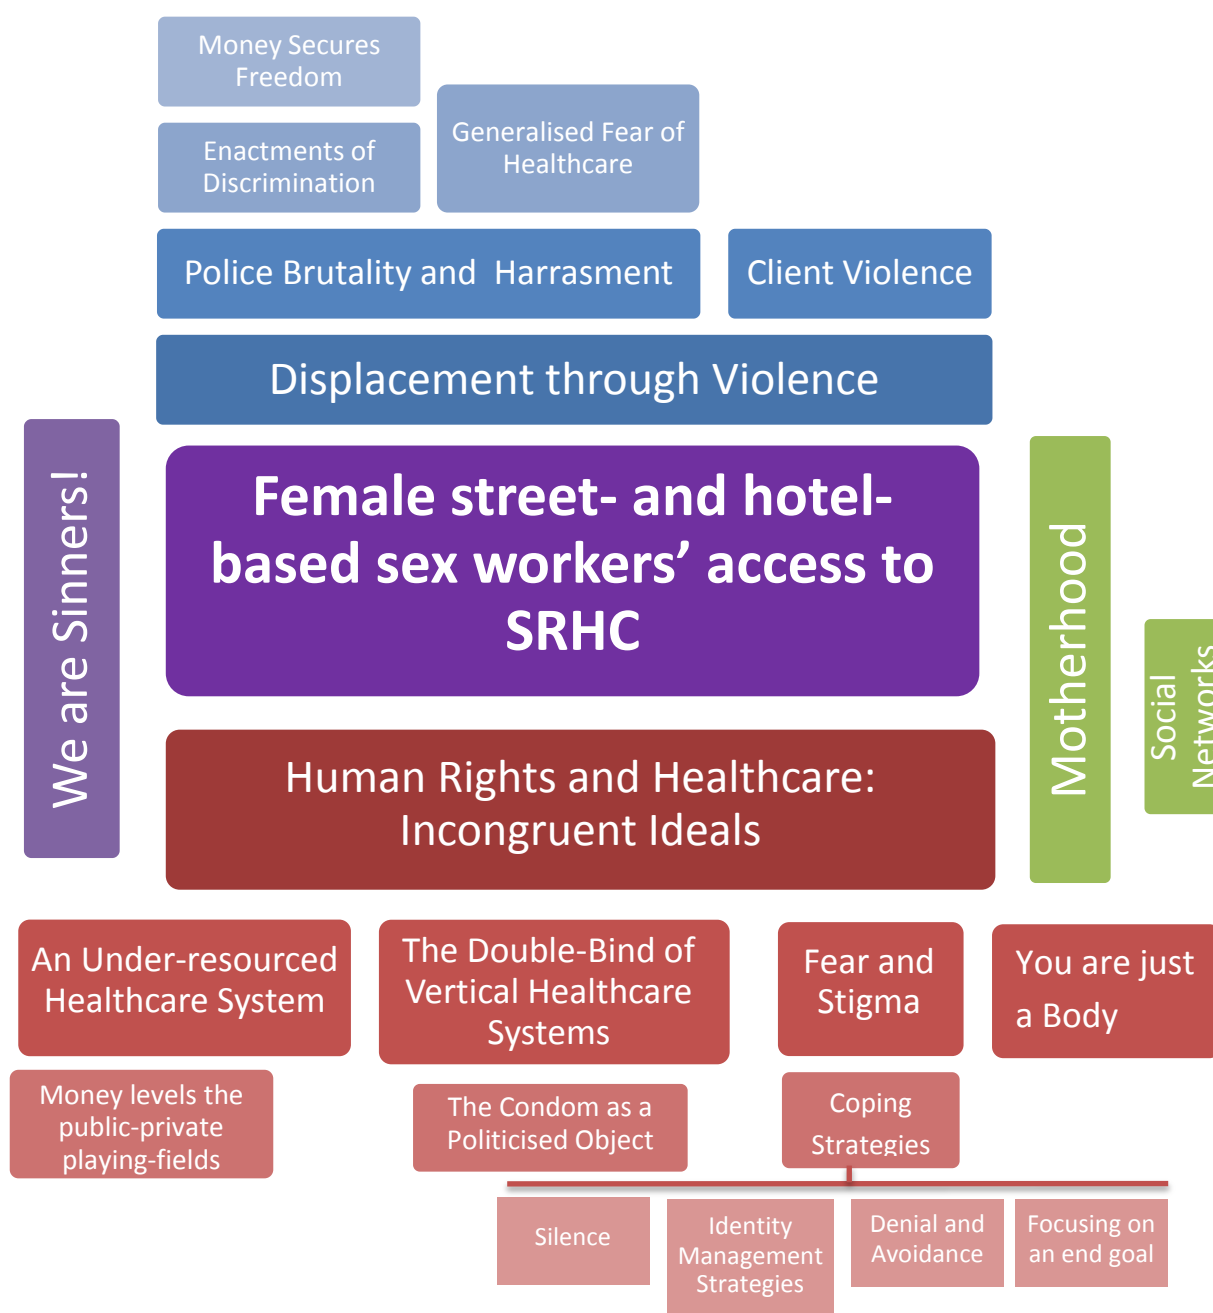 Money Secures
Freedom
Generalised Fear of
Healthcare
Enactments of
Discrimination
Police Brutality and  Harrasment
Client Violence
Displacement through Violence
We are Sinners!
Female street- and hotel-
based sex workers’ access to
SRHC
Motherhood
Social
Networks
Human Rights and Healthcare:
Incongruent Ideals
An Under-resourced
Healthcare System
The Double-Bind of
Vertical Healthcare
Systems
Fear and
Stigma
You are just
a Body
Money levels the
public-private
playing-fields
The Condom as a
Politicised Object
Coping
Strategies
Silence
Identity
Management
Strategies
Denial and
Avoidance
Focusing on
an end goal